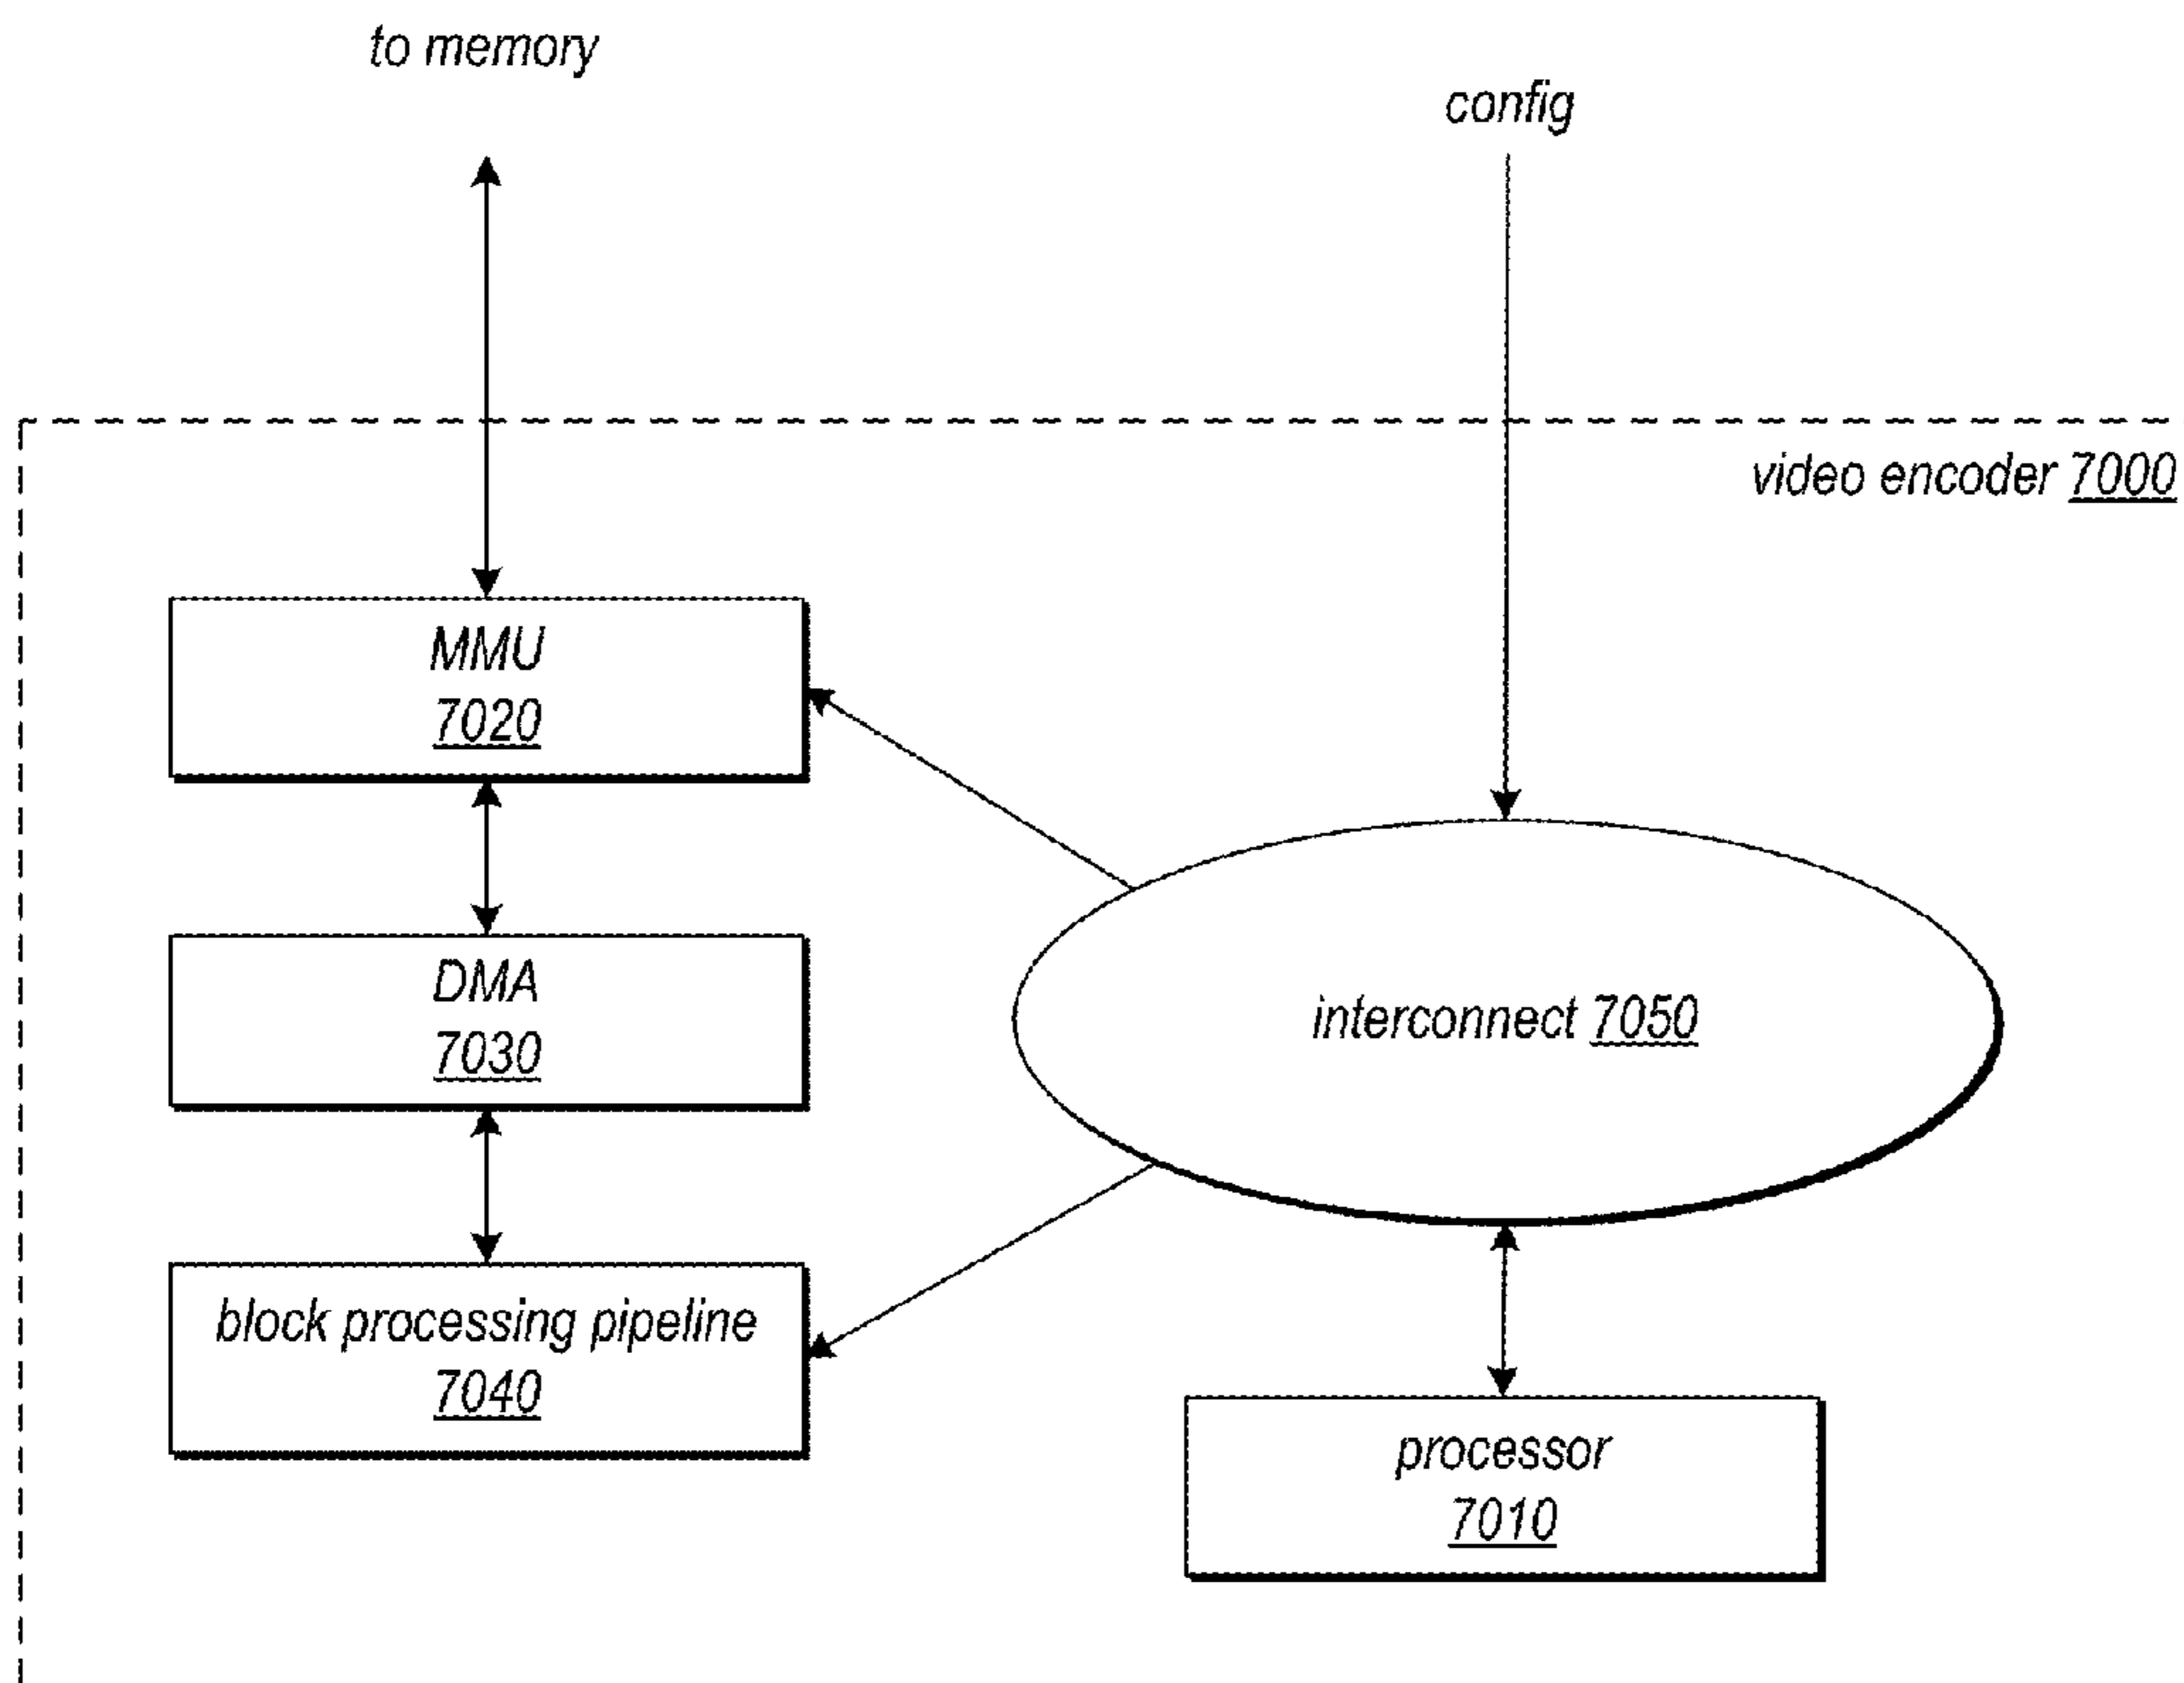 to memory
config
video encoder 7000
MMU
7020
DMA
7030
interconnect 7050
block processing pipeline
7040
processor
7010